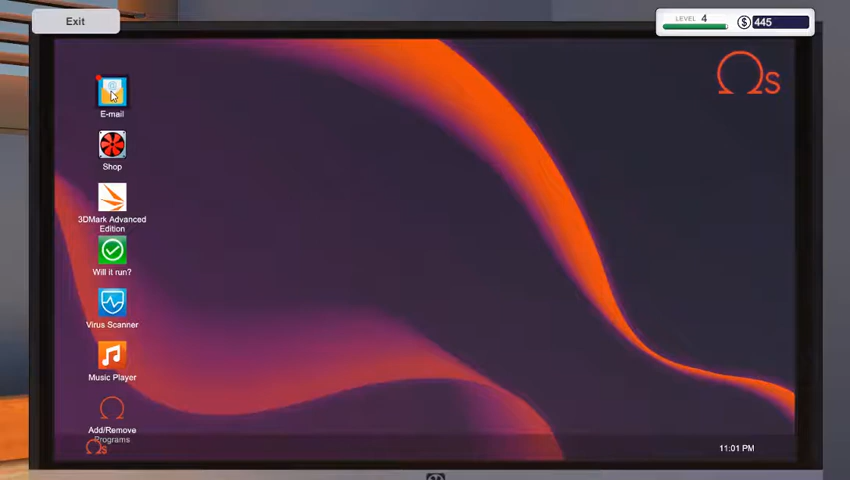 Exit
LEVEL 4
$ 445
Ωs
E-mail
Shop
3DMark Advanced
Edition
Will it run?
Virus Scanner
Music Player
Add/Remove
Programs
Ωs
11:01 PM